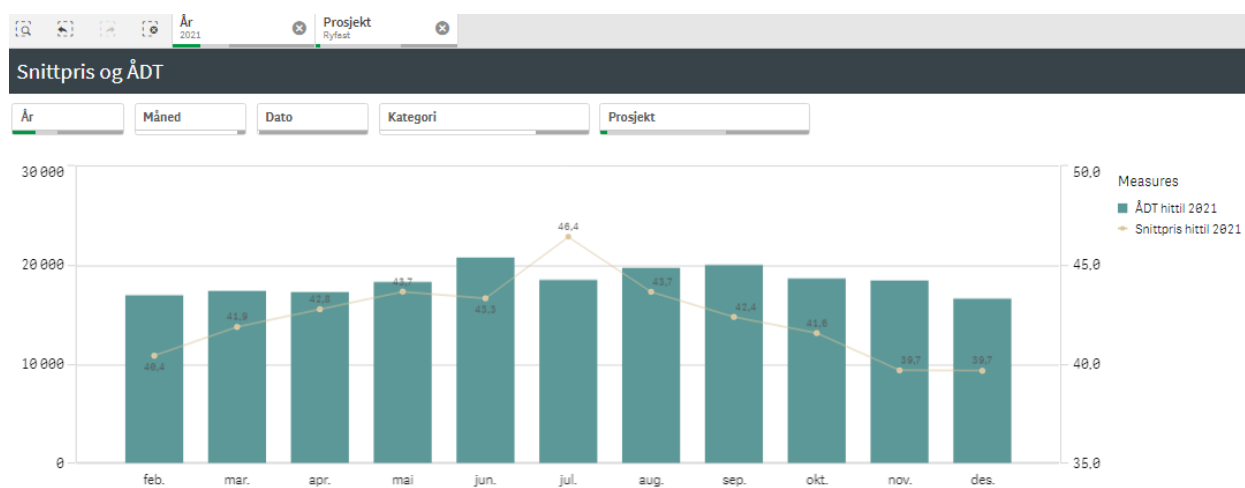 År
2021
Prosjekt
Ryfast
Snittpris og ÅDT
År
Måned
Dato
Kategori
Prosjekt
30 000
20 000
10 000
0
50,0
45,0
40,0
35,0
40,4
41,9
42,8
43,7
43,3
46,4
43,7
42,4
41,6
39,7
39,7
feb.
mar.
apr.
mai
jun.
jul.
aug.
sep.
okt.
nov.
des.
Measures
ÅDT hittil 2021
Snittpris hittil 2021